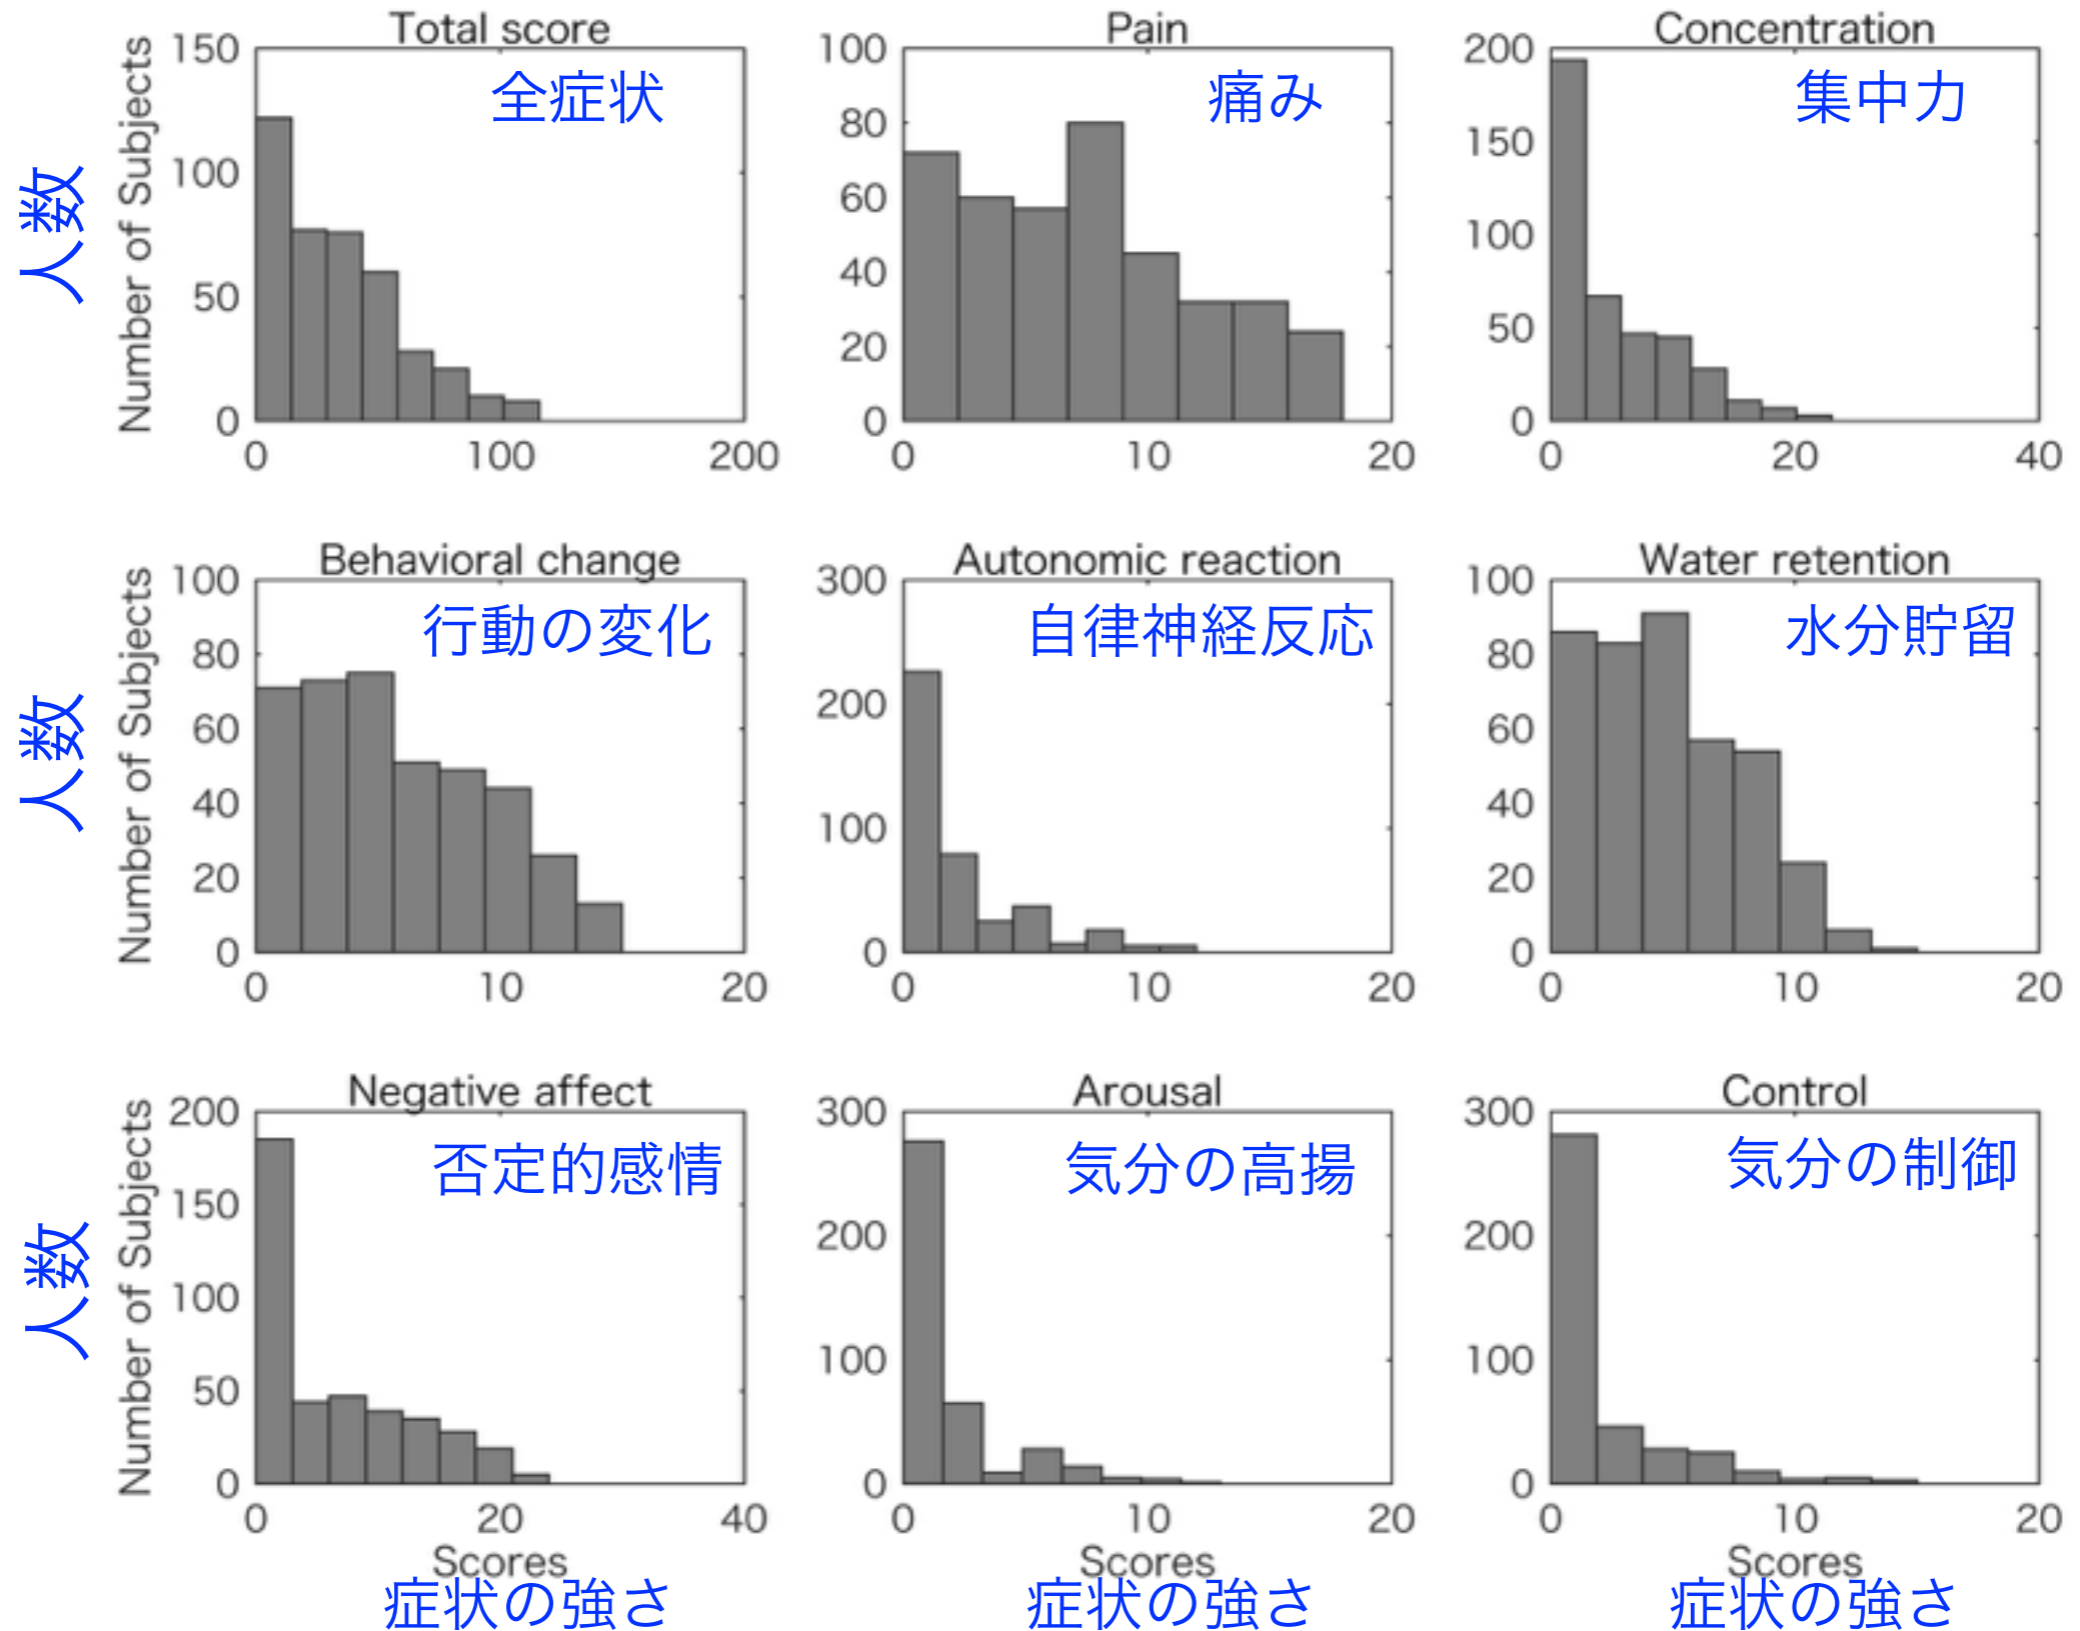 Total score
全症状
人数
Number of Subjects
150
100
50
0
0 100 200
Pain
痛み
100
80
60
40
20
0
0 10 20
Concentration
集中力
200
150
100
50
0
0 20 40
Behavioral change
行動の変化
人数
Number of Subjects
100
80
60
40
20
0
0 10 20
Autonomic reaction
自律神経反応
300
200
100
0
0 10 20
Water retention
水分貯留
100
80
60
40
20
0
0 10 20
Negative affect
否定的感情
人数
Number of Subjects
200
150
100
50
0
0 20 40
Scores
症状の強さ
Arousal
気分の高揚
300
200
100
0
0 10 20
Scores
症状の強さ
Control
気分の制御
300
200
100
0
0 10 20
Scores
症状の強さ